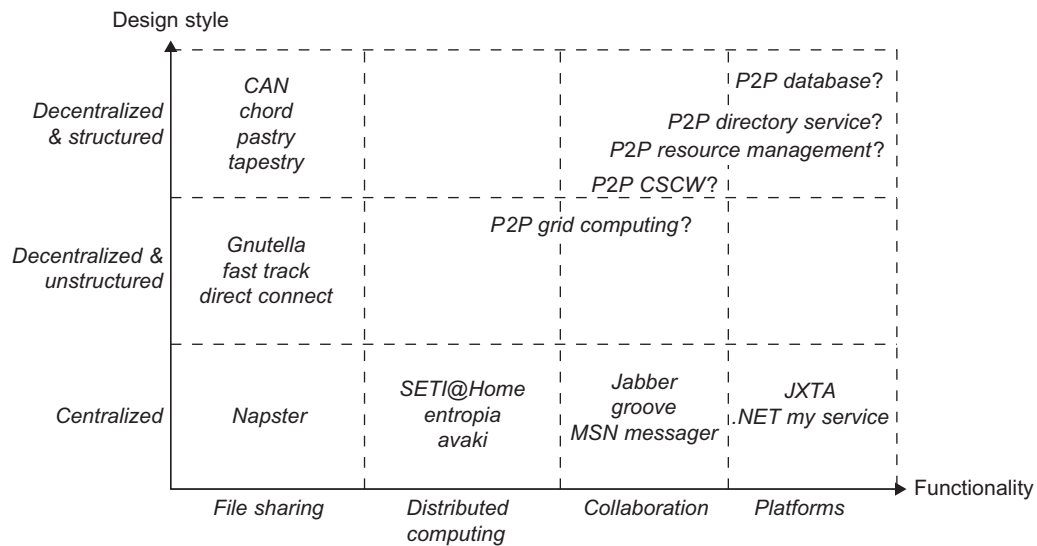 Design style
Decentralized
& structured
CAN
chord
pastry
tapestry
P2P database?
P2P directory service?
P2P resource management?
P2P CSCW?
Decentralized &
unstructured
Gnutella
fast track
direct connect
P2P grid computing?
Centralized
Napster
SETI@Home
entropia
avaki
Jabber
groove
MSN messager
JXTA
.NET my service
Functionality
File sharing
Distributed
computing
Collaboration
Platforms